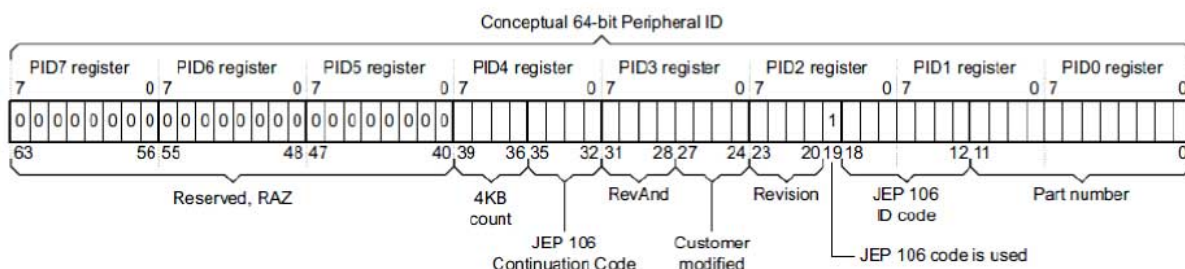 Conceptual 64-bit Peripheral ID
PID7 register PID6 register PID5 register PID4 register PID3 register PID2 register PID1 register PID0 register
7 0 7 0 7 0 7 0 7 0 7 0 7 0 7 0
0 0 0 0 0 0 0 0 0 0 0 0 0 0 0 0 0 0 0 0 0 0 0 0 1
63 56 55 48 47 40 39 36 35 32 31 28 27 24 23 20 19 18 12 11 0
Reserved, RAZ 4KB count RevAnd Revision JEP 106 ID code Part number
JEP 106 Continuation Code Customer modified JEP 106 code is used